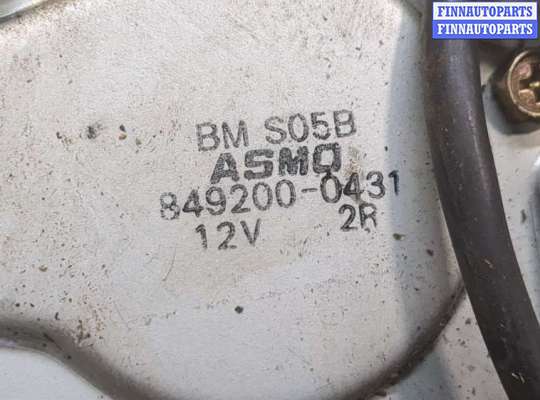 FINNAUTOPARTS
FINNAUTOPARTS
BM S05B
ASMO
849200-0431
12V 2R